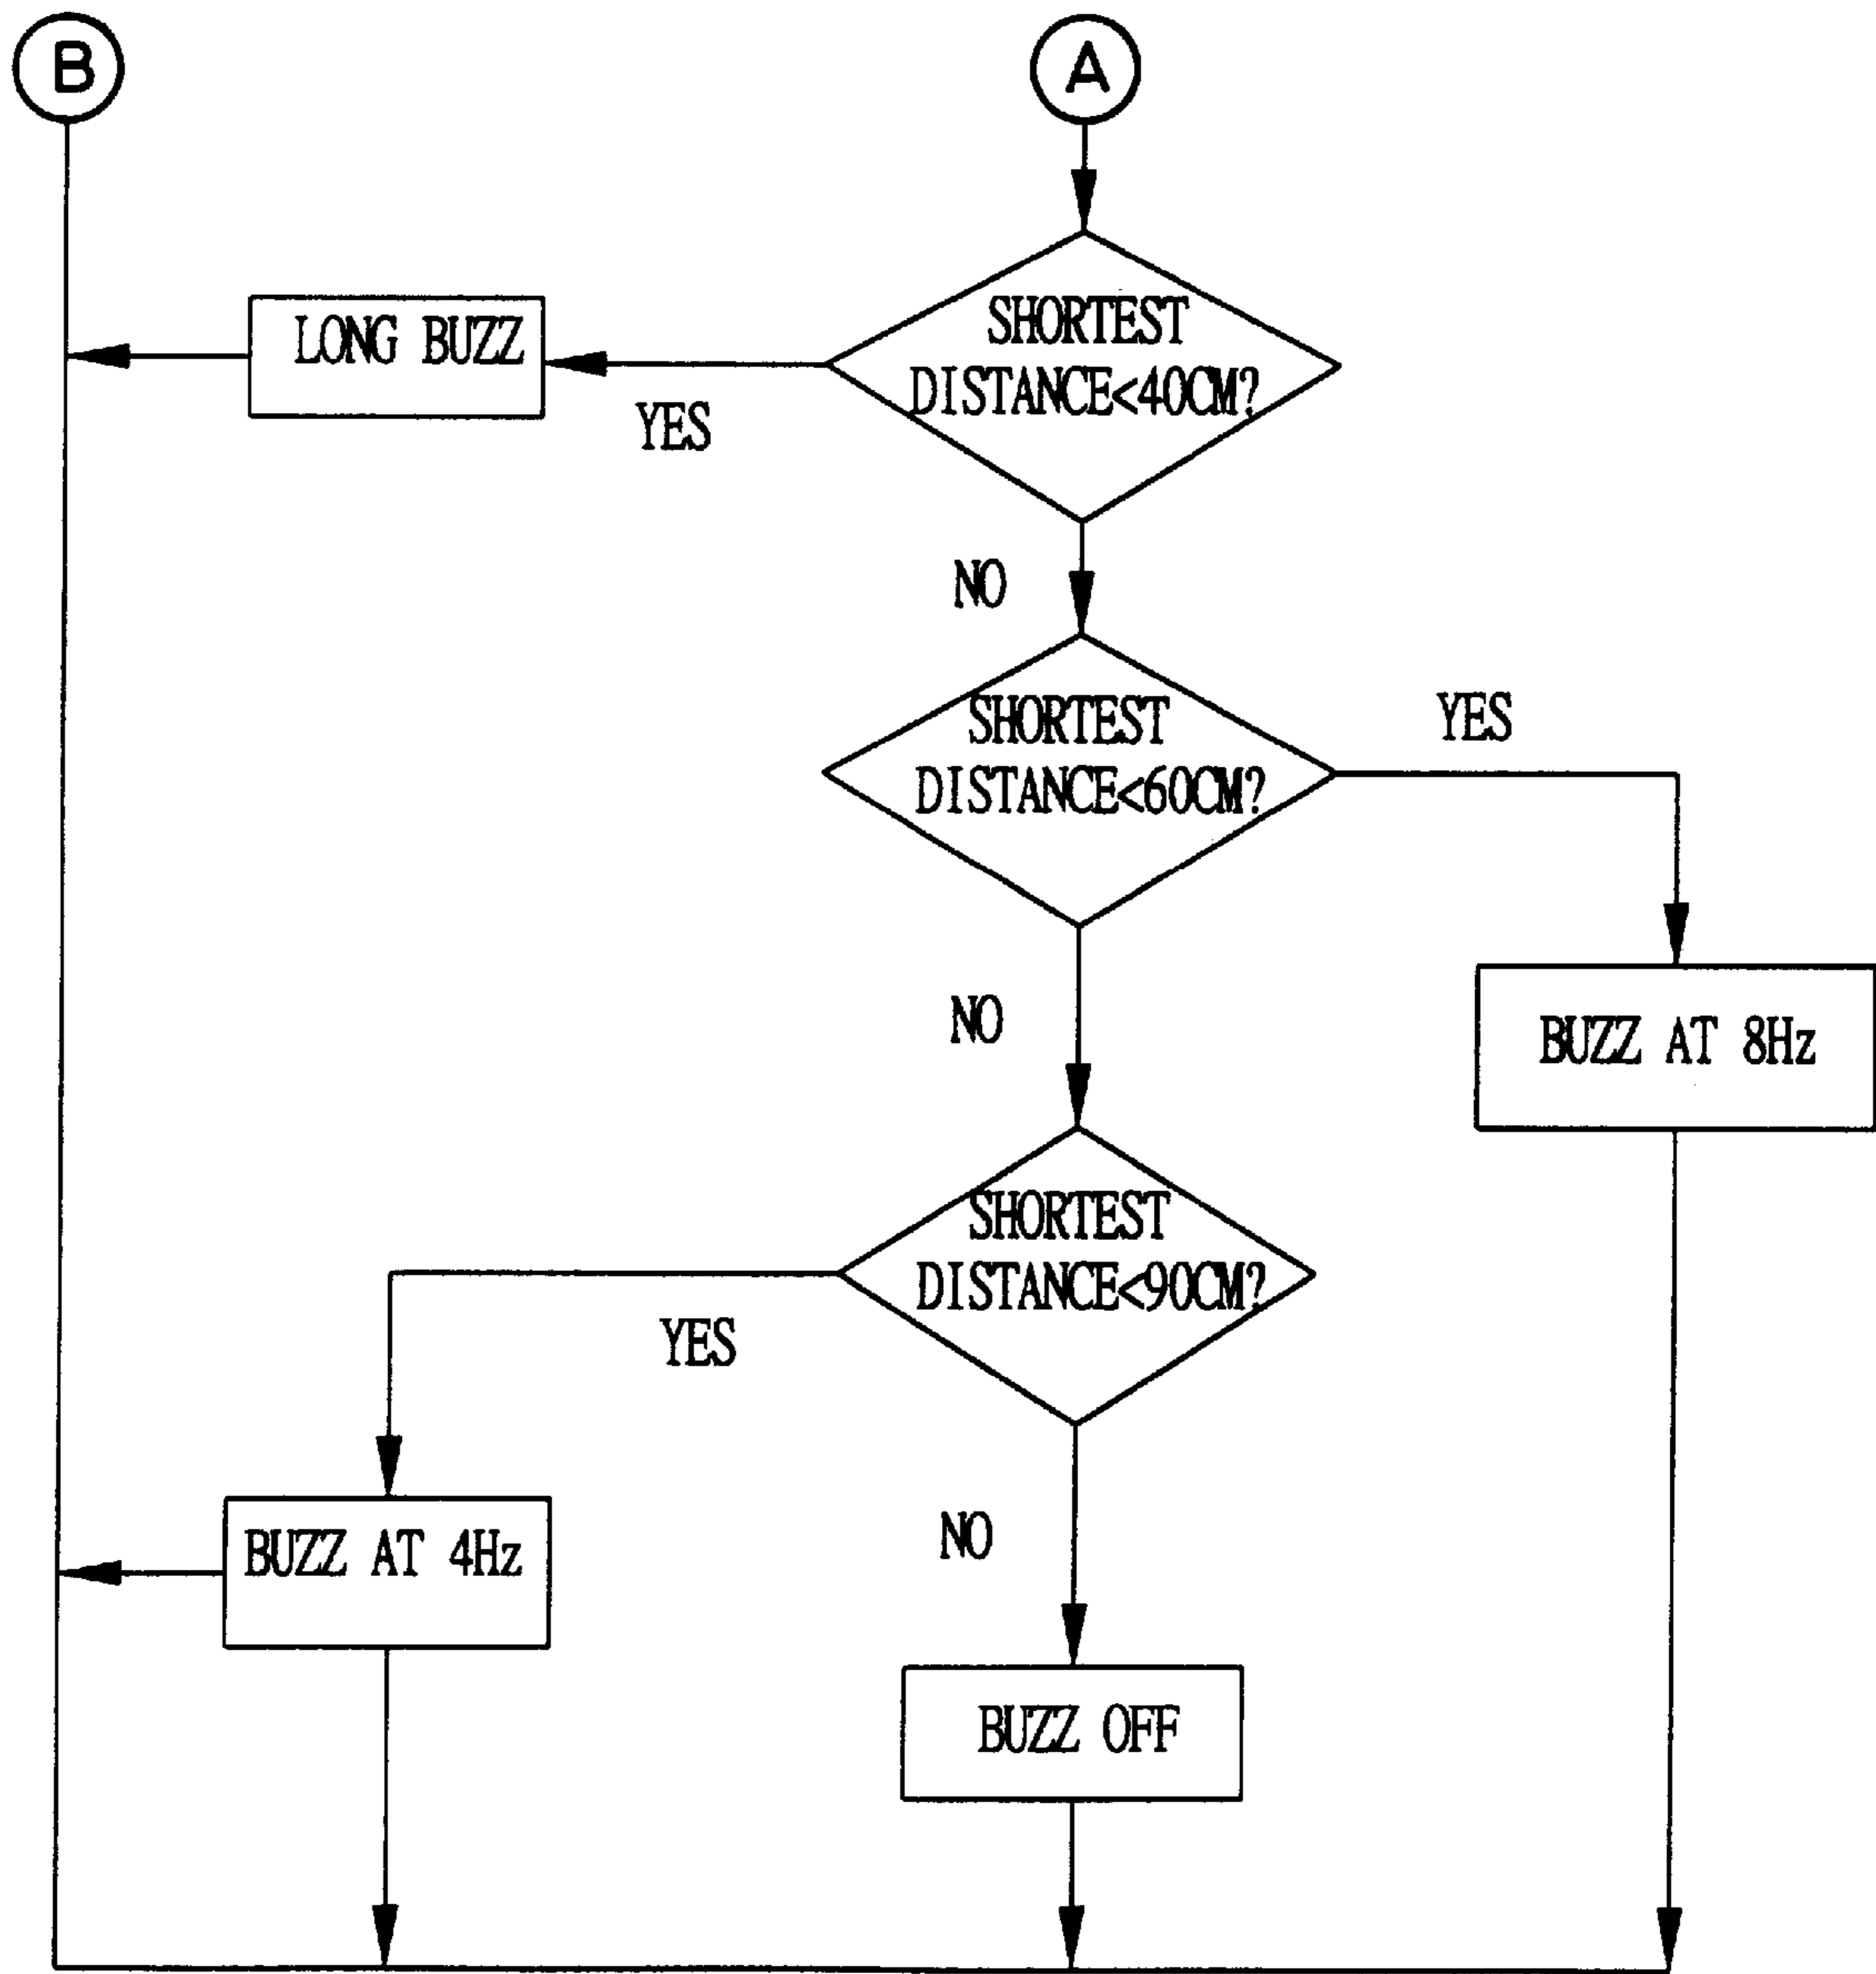 B
A
SHORTEST
DISTANCE<40CM?
LONG BUZZ
YES
NO
SHORTEST
DISTANCE<60CM?
YES
NO
BUZZ AT 8Hz
SHORTEST
DISTANCE<90CM?
YES
NO
BUZZ AT 4Hz
BUZZ OFF